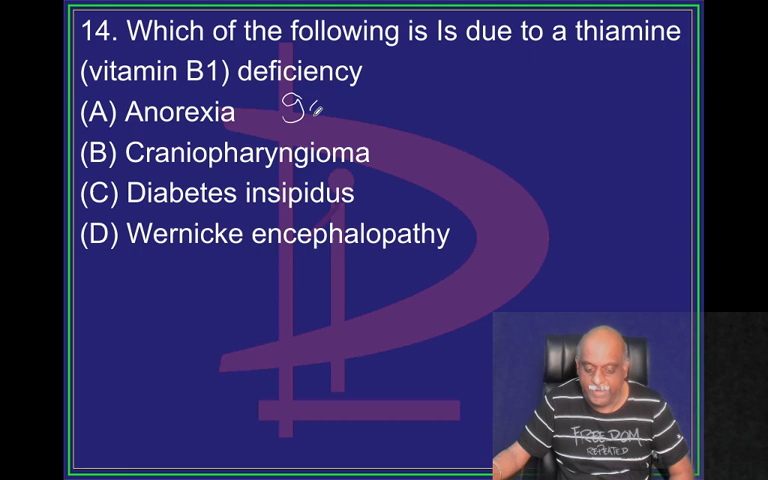 14. Which of the following is Is due to a thiamine
(vitamin B1) deficiency
(A) Anorexia
(B) Craniopharyngioma
(C) Diabetes insipidus
(D) Wernicke encephalopathy
FREEDOM
REPEATED